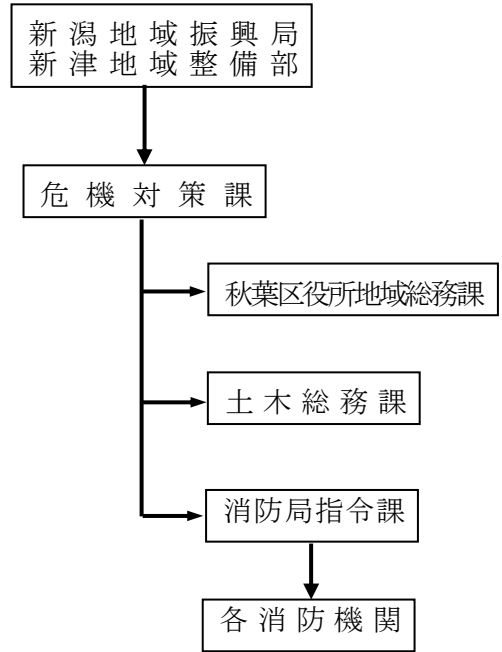 新潟地域振興局
新津地域整備部
危機対策課
秋葉区役所地域総務課
土木総務課
消防局指令課
各消防機関